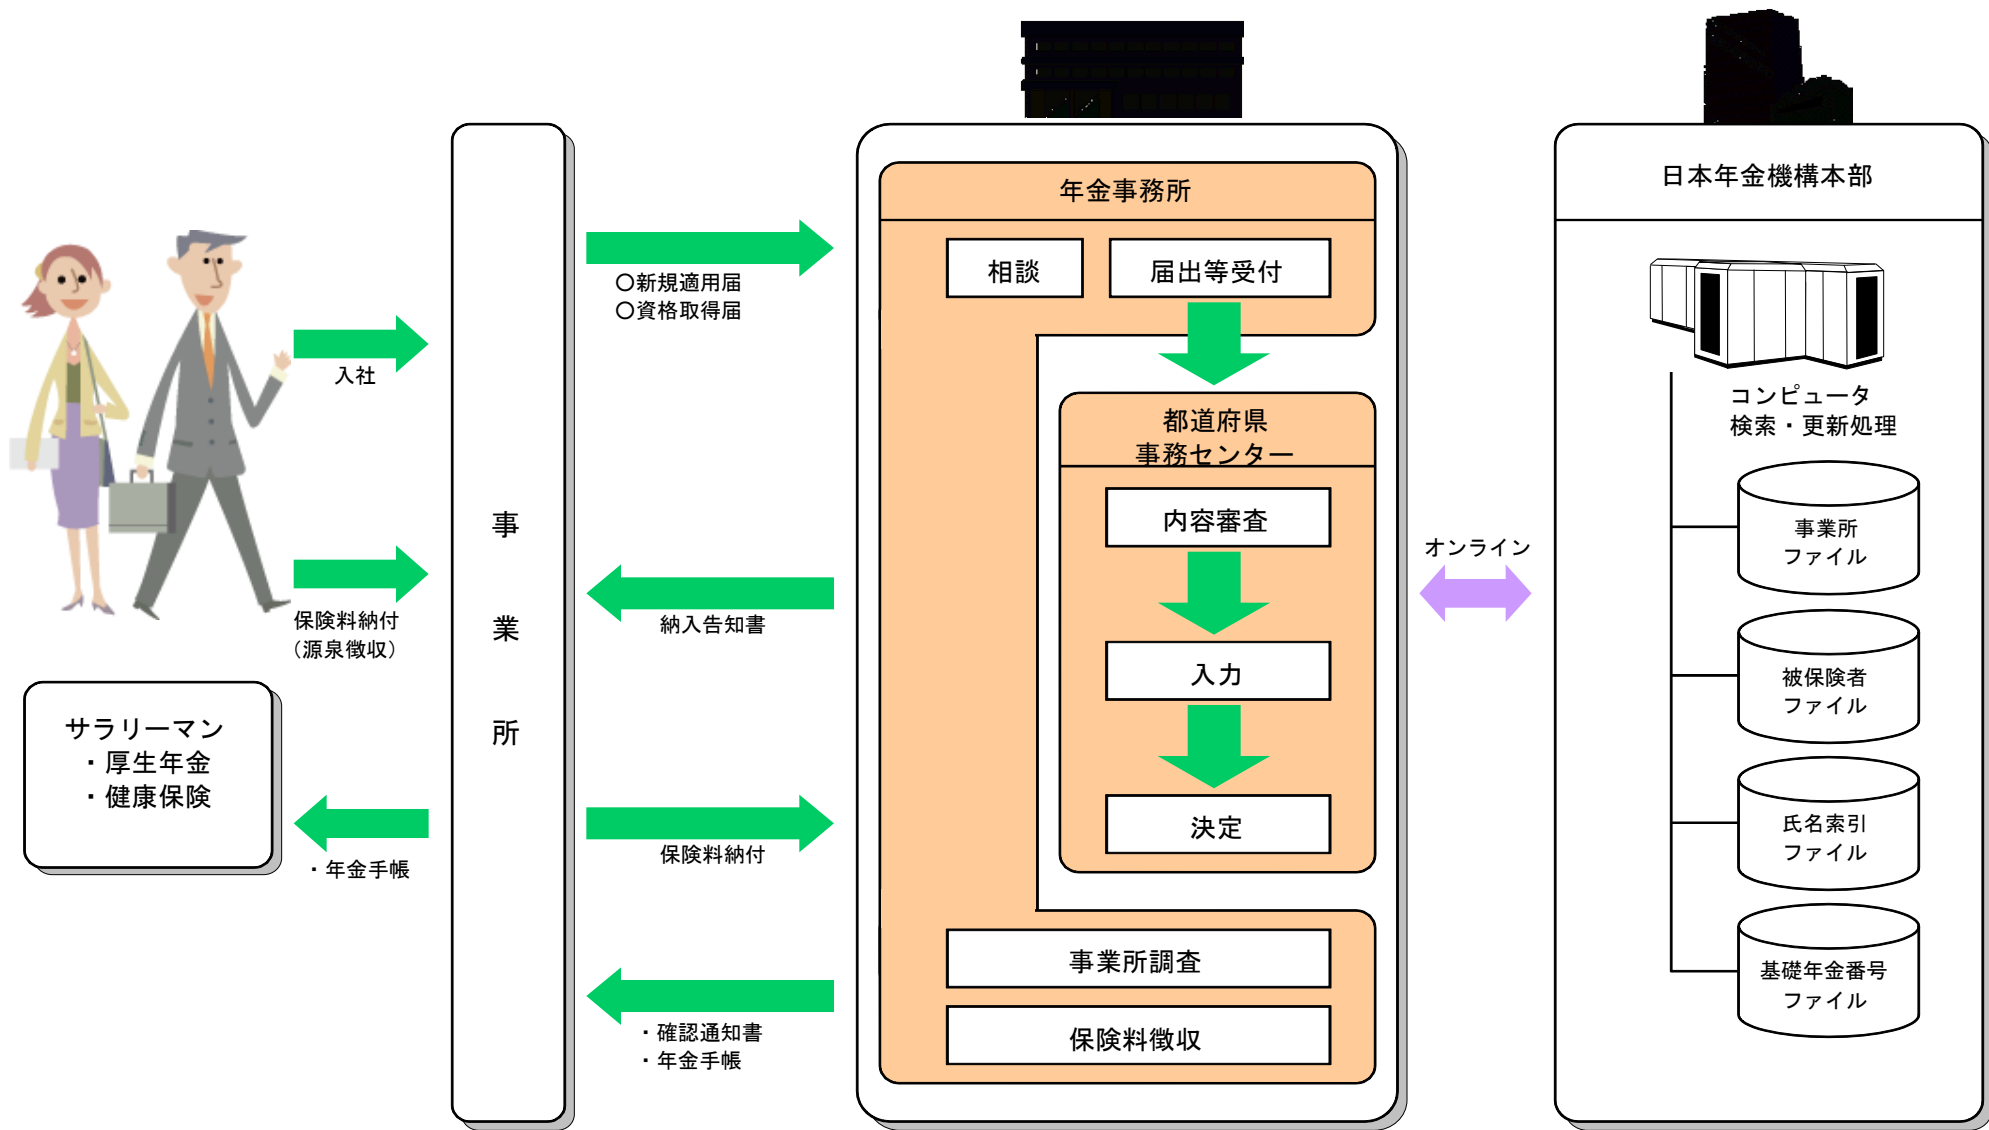 入社
保険料納付
（源泉徴収）
サラリーマン
・厚生年金
・健康保険
・年金手帳
事
業
所
○新規適用届
○資格取得届
納入告知書
保険料納付
・確認通知書
・年金手帳
年金事務所
相談
届出等受付
都道府県
事務センター
内容審査
入力
決定
事業所調査
保険料徴収
オンライン
日本年金機構本部
コンピュータ
検索・更新処理
事業所
ファイル
被保険者
ファイル
氏名索引
ファイル
基礎年金番号
ファイル